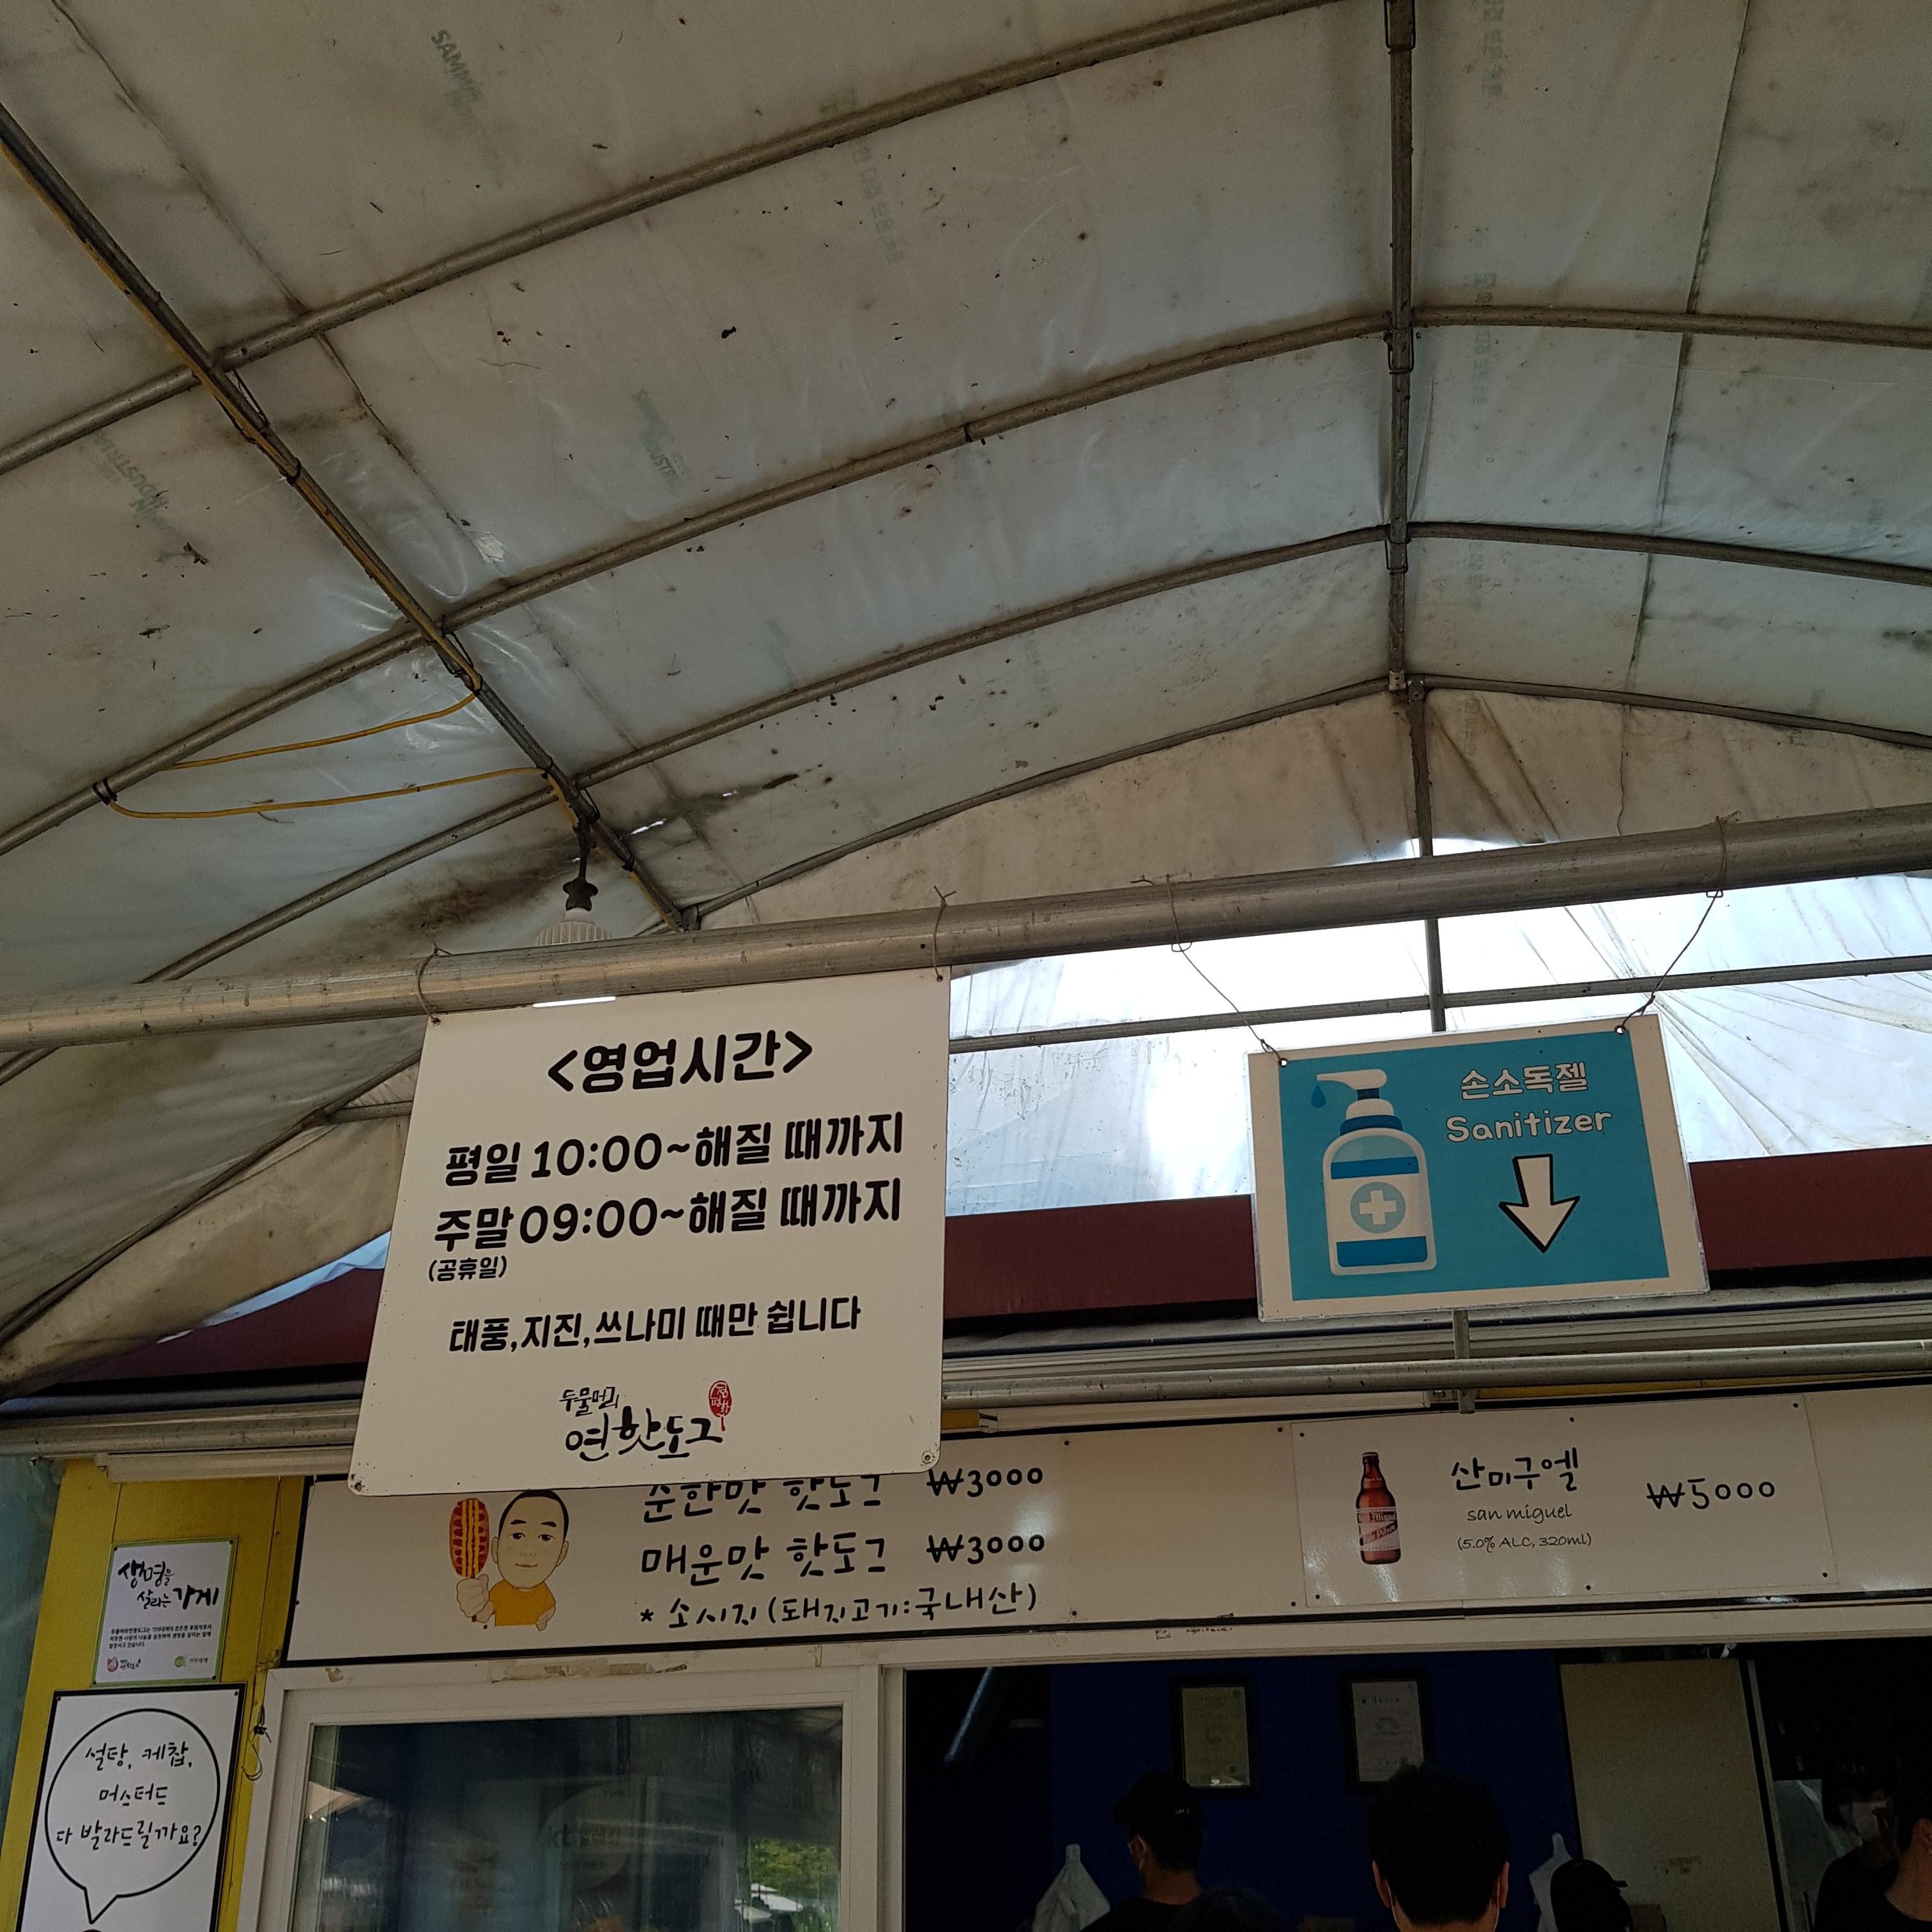 <영업시간>
평일 10:00~해질 때까지
주말 09:00~해질 때까지
(공휴일)
태풍,지진,쓰나미 때만 쉽니다
두물머리
연핫도그
손소독젤
Sanitizer
순한맛 핫도그 ₩3000
매운맛 핫도그 ₩3000
* 소시지(돼지고기:국내산)
산미구엘
san miguel
(5.0% ALC, 320ml)
₩5000
생명을
살리는 가게
설탕, 케찹,
머스터드
다 발라드릴까요?